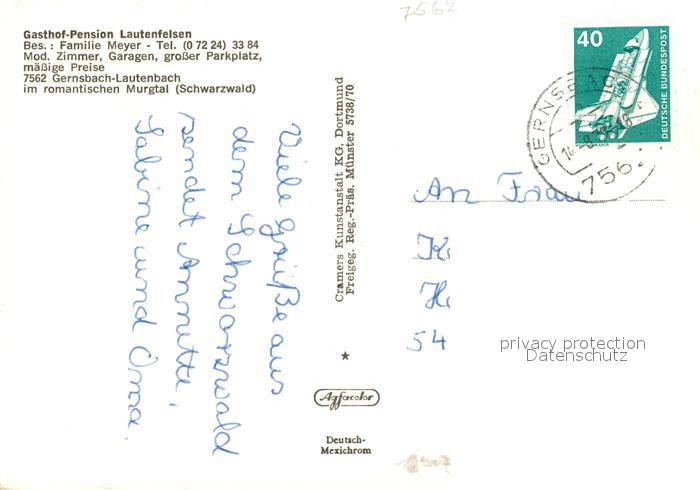 7562
Gasthof-Pension Lautenfelsen
Bes.: Familie Meyer - Tel. (0 72 24) 33 84
Mod. Zimmer, Garagen, großer Parkplatz,
mäßige Preise
7562 Gernsbach-Lautenbach
im romantischen Murgtal (Schwarzwald)
Viele Grüße aus
dem Schwarzwald
sendet Annette,
Sabine und Oma.
Cramers Kunstanstalt KG. Dortmund
Freigeg. Reg.-Präs. Münster 5738/70
Agfacolor
Deutsch-
Mexichrom
40
DEUTSCHE BUNDESPOST
An Frau
K
H
54
privacy protection
Datenschutz